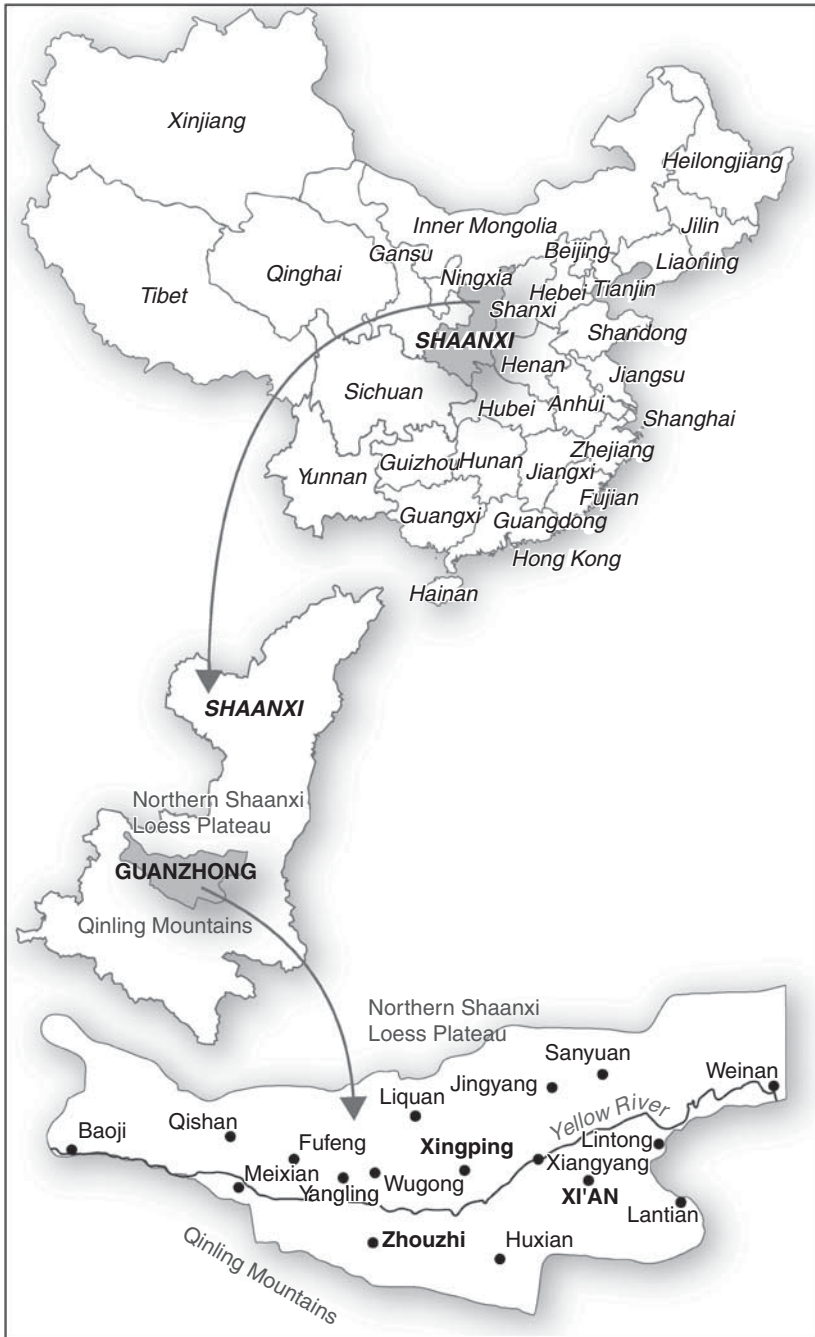 Xinjiang
Heilongjiang
Inner Mongolia
Jilin
Gansu
Beijing
Liaoning
Qinghai
Ningxia
Hebei
Tianjin
Tibet
Shanxi
SHAANXI
Shandong
Henan
Jiangsu
Sichuan
Hubei
Anhui
Shanghai
Zhejiang
Yunnan
Guizhou
Hunan
Jiangxi
Fujian
Guangxi
Guangdong
Hong Kong
Hainan
SHAANXI
Northern Shaanxi
Loess Plateau
GUANZHONG
Qinling Mountains
Northern Shaanxi
Loess Plateau
Sanyuan
Weinan
Jingyang
Liquan
Yellow River
Qishan
Baoji
Fufeng
Xingping
Lintong
Xiangyang
Meixian
Yangling
Wugong
XI'AN
Lantian
Zhouzhi
Huxian
Qinling Mountains